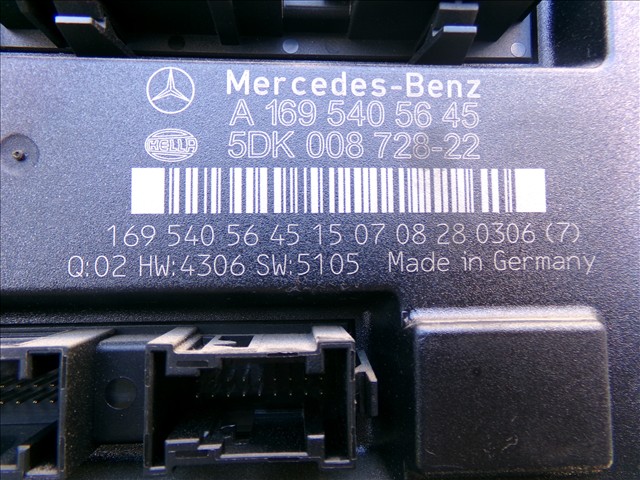 Mercedes-Benz
A 169 540 56 45
HELLA
5DK 008 728-22
169 540 56 45 15 07 08 28 0306 (7)
Q:02 HW:4306 SW:5105 Made in Germany